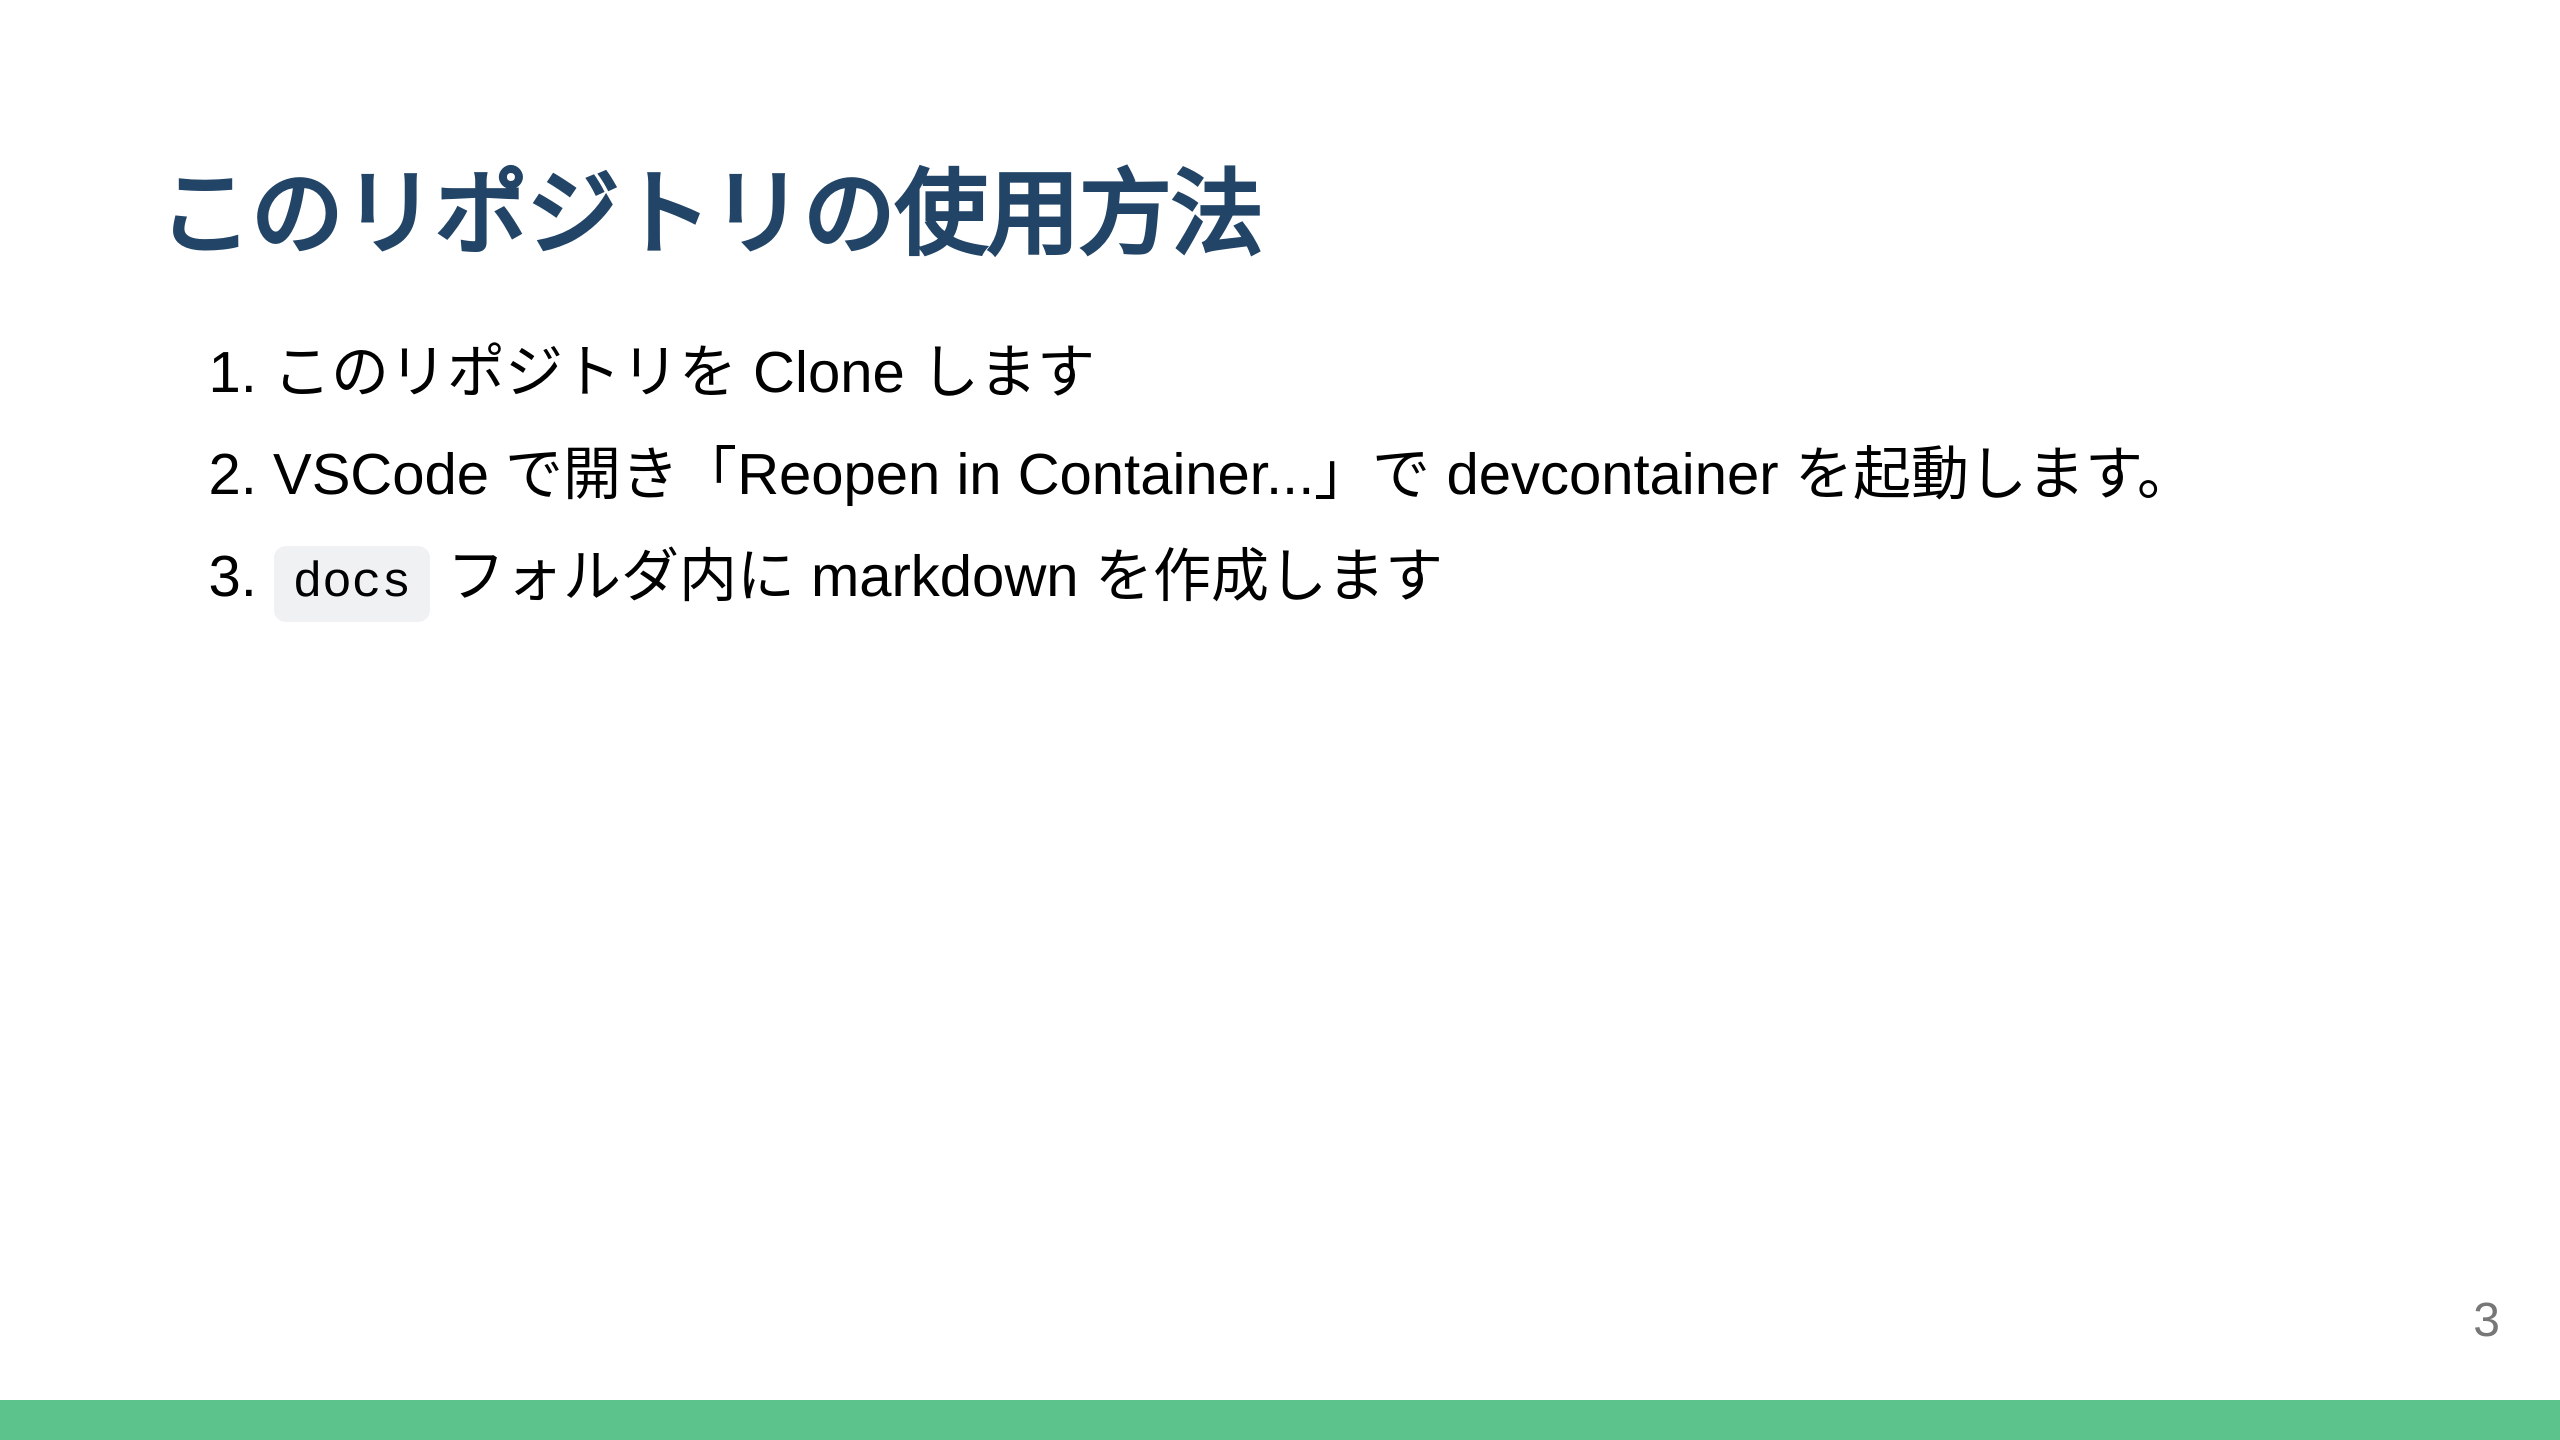 このリポジトリの使用方法
1. このリポジトリを Clone します
2. VSCode で開き「Reopen in Container...」で devcontainer を起動します。
3. docs フォルダ内に markdown を作成します
3